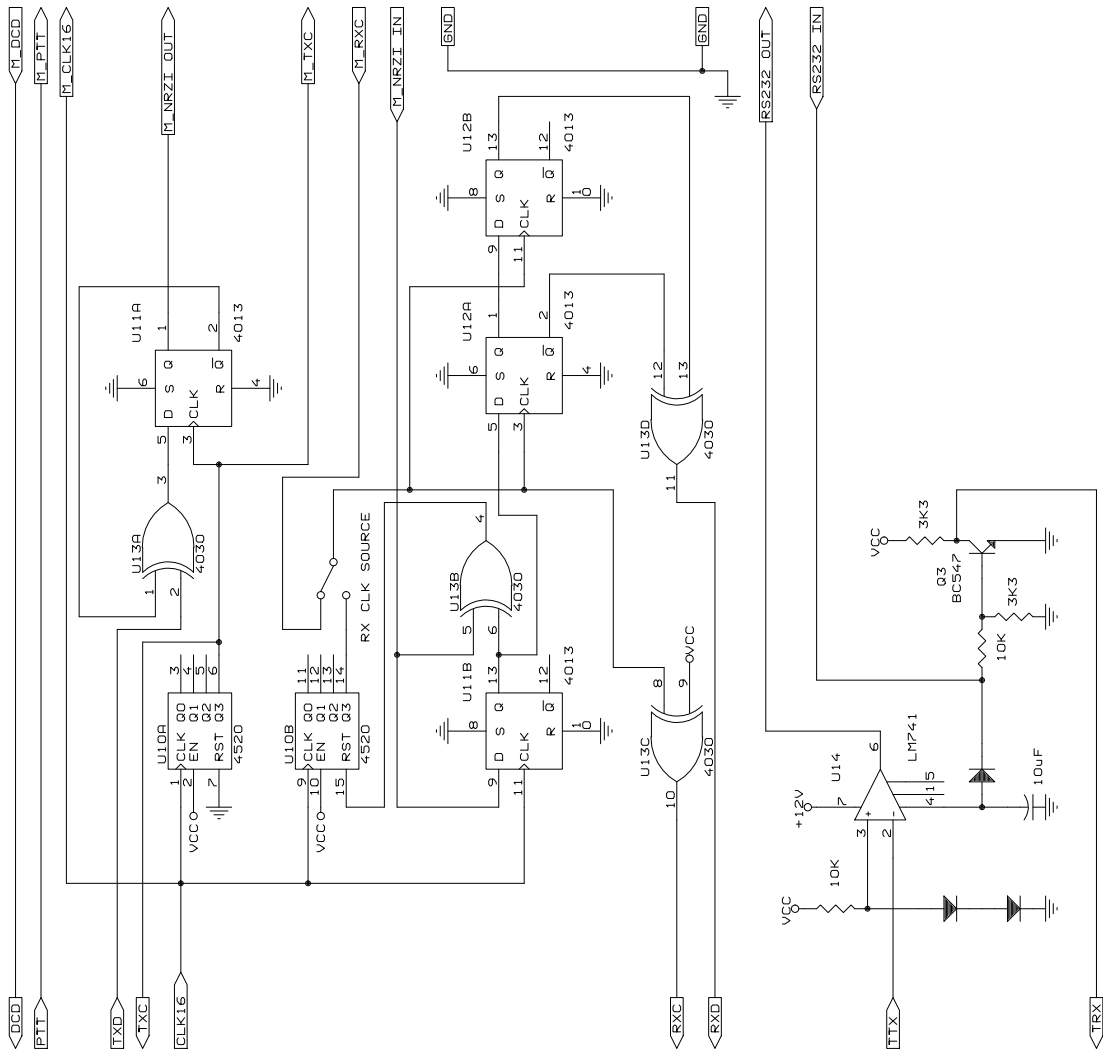 M_DCD
M_PTT
M_CLK16
M_NRZI OUT
M_TXC
M_RXC
M_NRZI IN
GND
GND
RS232 OUT
RS232 IN
U12B
13
12
4013
8
S
Q
Q
D
CLK
R
10
9
11
U11A
1
2
4013
6
S
Q
Q
D
CLK
R
4
5
3
U12A
1
2
4013
6
S
Q
Q
D
CLK
R
4
5
3
12
13
U13D
4030
11
3
U13A
4030
1
2
RX CLK SOURCE
4
U13B
4030
5
6
VCC
3K3
Q3
BC547
3K3
10K
U10A
3
4
5
6
CLK Q0
Q1
EN
Q2
RST Q3
4520
1
2
7
VCC
U10B
11
12
13
14
CLK Q0
Q1
EN
Q2
RST Q3
4520
9
10
15
VCC
U11B
13
12
4013
8
S
Q
Q
D
CLK
R
10
9
11
8
9
VCC
U13C
4030
10
U14
6
LM741
+12V
7
5
1
4
+
-
3
2
10uF
VCC
10K
DCD
PTT
TXD
TXC
CLK16
RXC
RXD
TTX
TRX